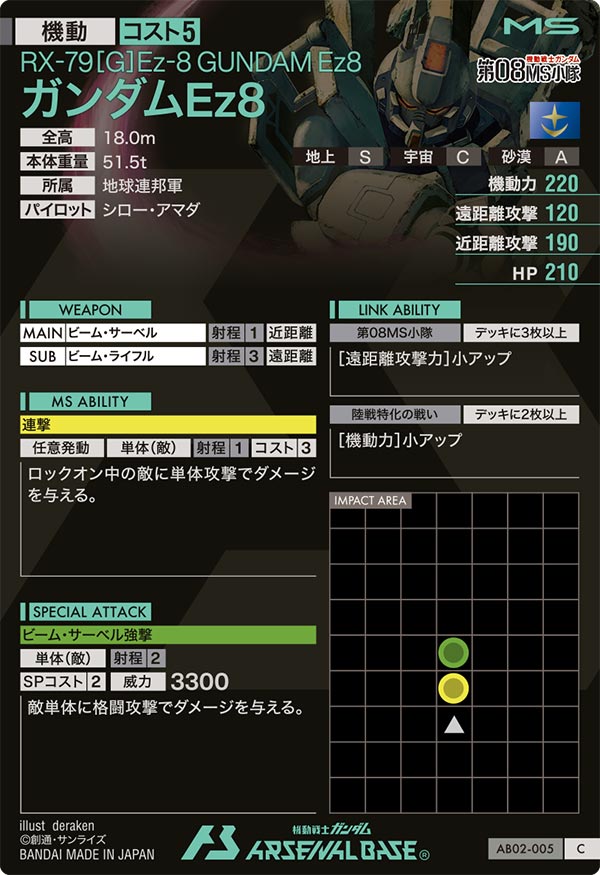 機動 コスト5
MS
RX-79[G]Ez-8 GUNDAM Ez8
ガンダムEz8
機動戦士ガンダム
第08MS小隊
全高 18.0m
本体重量 51.5t
所属 地球連邦軍
パイロット シロー・アマダ
地上 S 宇宙 C 砂漠 A
機動力 220
遠距離攻撃 120
近距離攻撃 190
HP 210
WEAPON
MAIN ビーム・サーベル 射程 1 近距離
SUB ビーム・ライフル 射程 3 遠距離
MS ABILITY
連撃
任意発動 単体(敵) 射程 1 コスト 3
ロックオン中の敵に単体攻撃でダメージ
を与える。
SPECIAL ATTACK
ビーム・サーベル強撃
単体(敵) 射程 2
SPコスト 2 威力 3300
敵単体に格闘攻撃でダメージを与える。
LINK ABILITY
第08MS小隊 デッキに3枚以上
[遠距離攻撃力]小アップ
陸戦特化の戦い デッキに2枚以上
[機動力]小アップ
IMPACT AREA
illust deraken
©創通・サンライズ
BANDAI MADE IN JAPAN
機動戦士ガンダム
ARSENAL BASE®
AB02-005 C